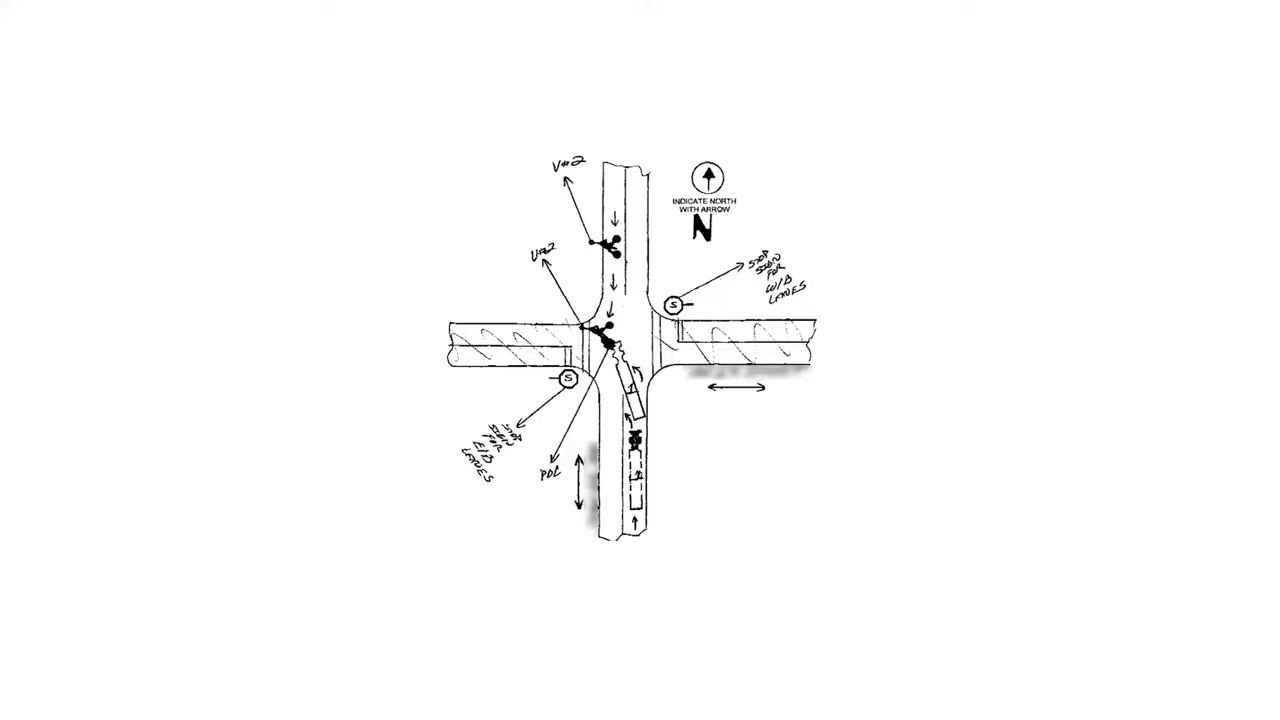 V#2
INDICATE NORTH
WITH ARROW
N
V#2
STOP
SIGN
FOR
W/B
LANES
S
S
STOP
SIGN
FOR
E/B
LANES
POC